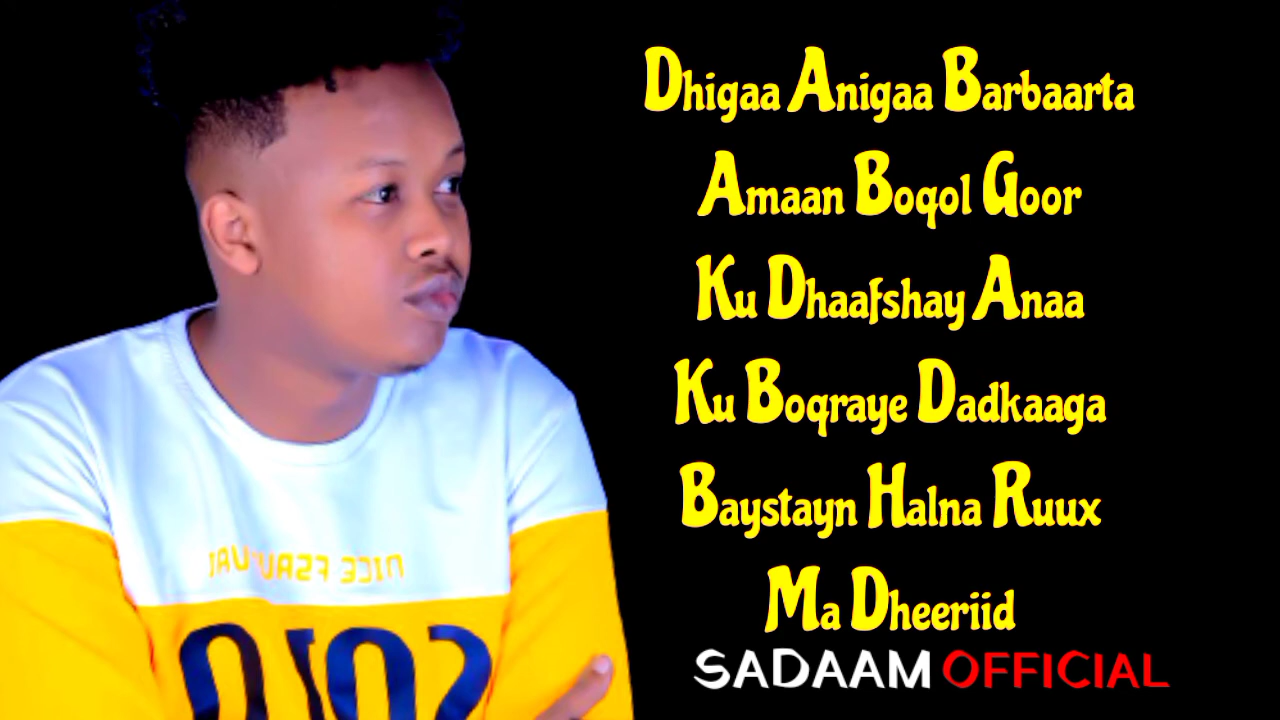 Dhigaa Anigaa Barbaarta
Amaan Boqol Goor
Ku Dhaafshay Anaa
Ku Boqraye Dadkaaga
Baystayn Halna Ruux
Ma Dheeriid
SADAAM OFFICIAL